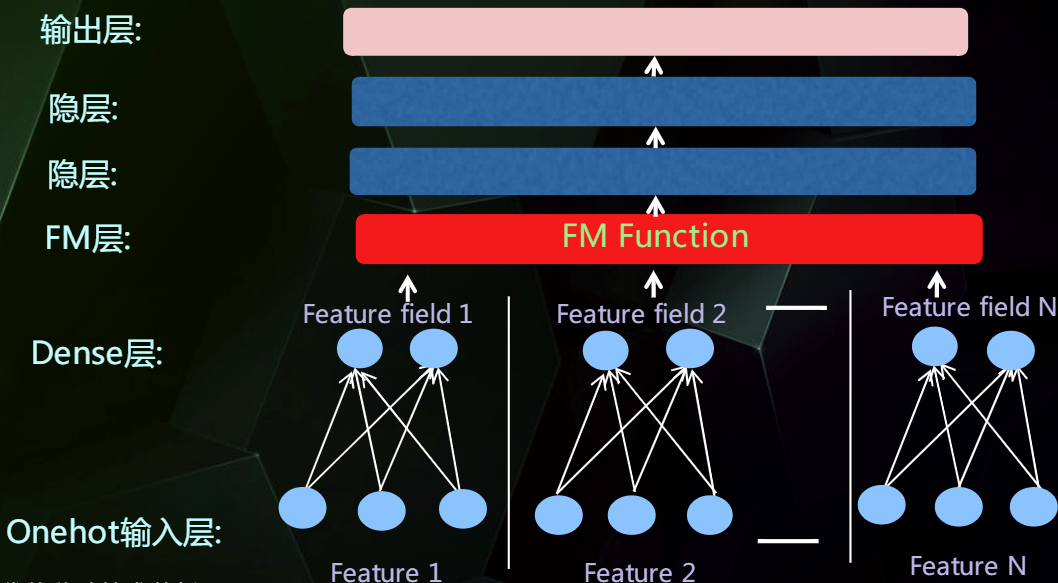 输出层:
隐层:
隐层:
FM层:
FM Function
Feature field 1
Feature field 2
Feature field N
Dense层:
Onehot输入层:
Feature 1
Feature 2
Feature N